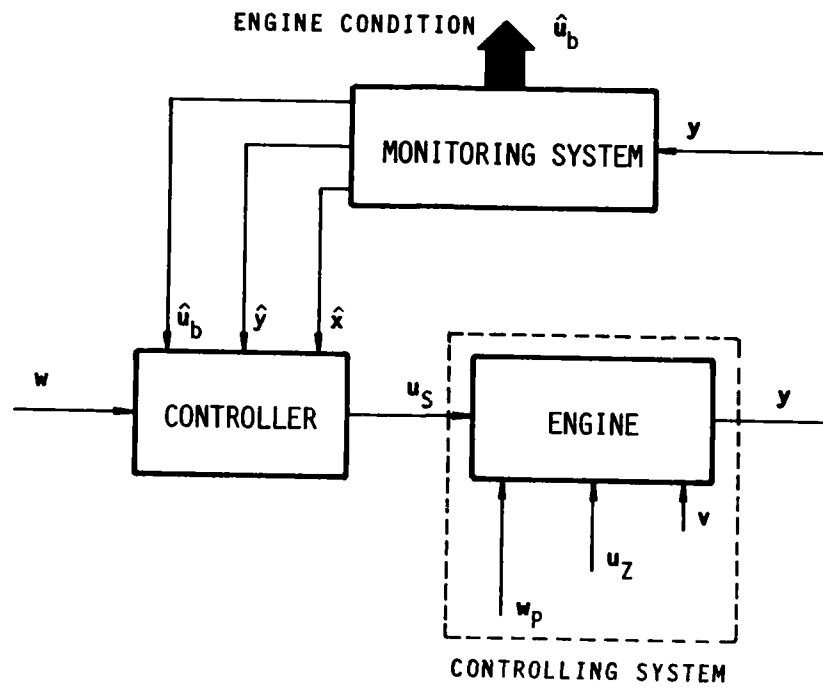 ENGINE CONDITION
û_b
MONITORING SYSTEM
y
û_b
ŷ
x̂
w
CONTROLLER
u_S
ENGINE
y
v
u_Z
w_p
CONTROLLING SYSTEM